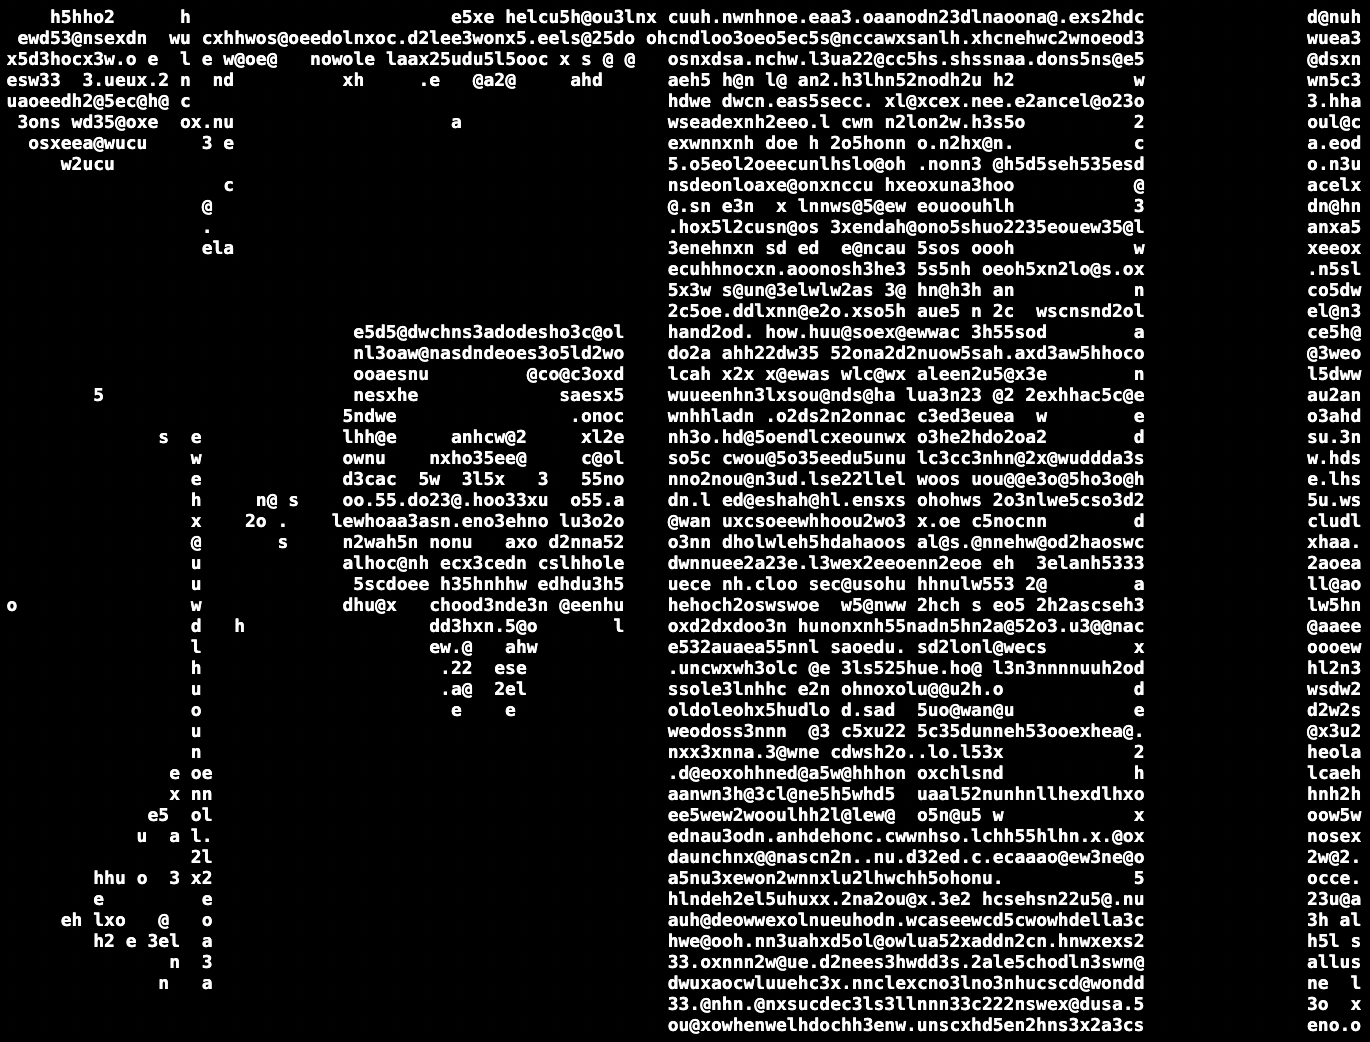 h5hho2 h e5xe helcu5h@ou3lnx cuuh.nwnhnoe.eaa3.oaanodn23dlnaoona@.exs2hdc d@nuh
ewd53@nsexdn wu cxhhwos@oeedolnxoc.d2lee3wonx5.eels@25do ohcndloo3oeo5ec5s@nccawxsanlh.xhcnehwc2wnoeod3 wuea3
x5d3hocx3w.o e l e w@oe@ nowole laax25udu5l5ooc x s @ @ osnxdsa.nchw.l3ua22@cc5hs.shssnaa.dons5ns@e5 @dsxn
esw33 3.ueux.2 n nd xh .e @a2@ ahd aeh5 h@n l@ an2.h3lhn52nodh2u h2 w wn5c3
uaoeedh2@5ec@h@ c hdwe dwcn.eas5secc. xl@xcex.nee.e2ancel@o23o 3.hha
3ons wd35@oxe ox.nu a wseadexnh2eeo.l cwn n2lon2w.h3s5o 2 oul@c
osxeea@wucu 3 e exwnnxnh doe h 2o5honn o.n2hx@n. c a.eod
w2ucu 5.o5eol2oeecunlhslo@oh .nonn3 @h5d5seh535esd o.n3u
c nsdeonloaxe@onxnccu hxeoxuna3hoo @ acelx
@ @.sn e3n x lnnws@5@ew eouoouhlh 3 dn@hn
. .hox5l2cusn@os 3xendah@ono5shuo2235eouew35@l anxa5
ela 3enehnxn sd ed e@ncau 5sos oooh w xeeox
ecuhhnocxn.aoonosh3he3 5s5nh oeoh5xn2lo@s.ox .n5sl
5x3w s@un@3elwlw2as 3@ hn@h3h an n co5dw
2c5oe.ddlxnn@e2o.xso5h aue5 n 2c wscnsnd2ol el@n3
e5d5@dwchns3adodesho3c@ol hand2od. how.huu@soex@ewwac 3h55sod a ce5h@
nl3oaw@nasdndeoes3o5ld2wo do2a ahh22dw35 52ona2d2nuow5sah.axd3aw5hhoco @3weo
ooaesnu @co@c3oxd lcah x2x x@ewas wlc@wx aleen2u5@x3e n l5dww
5 nesxhe saesx5 wuueenhn3lxsou@nds@ha lua3n23 @2 2exhhac5c@e au2an
5ndwe .onoc wnhhladn .o2ds2n2onnac c3ed3euea w e o3ahd
s e lhh@e anhcw@2 xl2e nh3o.hd@5oendlcxeounwx o3he2hdo2oa2 d su.3n
w ownu nxho35ee@ c@ol so5c cwou@5o35eedu5unu lc3cc3nhn@2x@wuddda3s w.hds
e d3cac 5w 3l5x 3 55no nno2nou@n3ud.lse22llel woos uou@@e3o@5ho3o@h e.lhs
h n@ s oo.55.do23@.hoo33xu o55.a dn.l ed@eshah@hl.ensxs ohohws 2o3nlwe5cso3d2 5u.ws
x 2o . lewhoaa3asn.eno3ehno lu3o2o @wan uxcsoeewhhoou2wo3 x.oe c5nocnn d cludl
@ s n2wah5n nonu axo d2nna52 o3nn dholwleh5hdahaoos al@s.@nnehw@od2haoswc xhaa.
u alhoc@nh ecx3cedn cslhhole dwnnuee2a23e.l3wex2eeoenn2eoe eh 3elanh5333 2aoea
u 5scdoee h35hnhhw edhdu3h5 uece nh.cloo sec@usohu hhnulw553 2@ a ll@ao
o w dhu@x chood3nde3n @eenhu hehoch2oswswoe w5@nww 2hch s eo5 2h2ascseh3 lw5hn
d h dd3hxn.5@o l oxd2dxdoo3n hunonxnh55nadn5hn2a@52o3.u3@@nac @aaee
l ew.@ ahw e532auaea55nnl saoedu. sd2lonl@wecs x oooew
h .22 ese .uncwxwh3olc @e 3ls525hue.ho@ l3n3nnnnuuh2od hl2n3
u .a@ 2el ssole3lnhhc e2n ohnoxolu@@u2h.o d wsdw2
o e e oldoleohx5hudlo d.sad 5uo@wan@u e d2w2s
u weodoss3nnn @3 c5xu22 5c35dunneh53ooexhea@. @x3u2
n nxx3xnna.3@wne cdwsh2o..lo.l53x 2 heola
e oe .d@eoxohhned@a5w@hhhon oxchlsnd h lcaeh
x nn aanwn3h@3cl@ne5h5whd5 uaal52nunhnllhexdlhxo hnh2h
e5 ol ee5wew2wooulhh2l@lew@ o5n@u5 w x oow5w
u a l. ednau3odn.anhdehonc.cwwnhso.lchh55hlhn.x.@ox nosex
2l daunchnx@@nascn2n..nu.d32ed.c.ecaaao@ew3ne@o 2w@2.
hhu o 3 x2 a5nu3xewon2wnnxlu2lhwchh5ohonu. 5 occe.
e e hlndeh2el5uhuxx.2na2ou@x.3e2 hcsehsn22u5@.nu 23u@a
eh lxo @ o auh@deowwexolnueuhodn.wcaseewcd5cwowhdella3c 3h al
h2 e 3el a hwe@ooh.nn3uahxd5ol@owlua52xaddn2cn.hnwxexs2 h5l s
n 3 33.oxnnn2w@ue.d2nees3hwdd3s.2ale5chodln3swn@ allus
n a dwuxaocwluuehc3x.nnclexcno3lno3nhucscd@wondd ne l
33.@nhn.@nxsucdec3ls3llnnn33c222nswex@dusa.5 3o x
ou@xowhenwelhdochh3enw.unscxhd5en2hns3x2a3cs eno.o